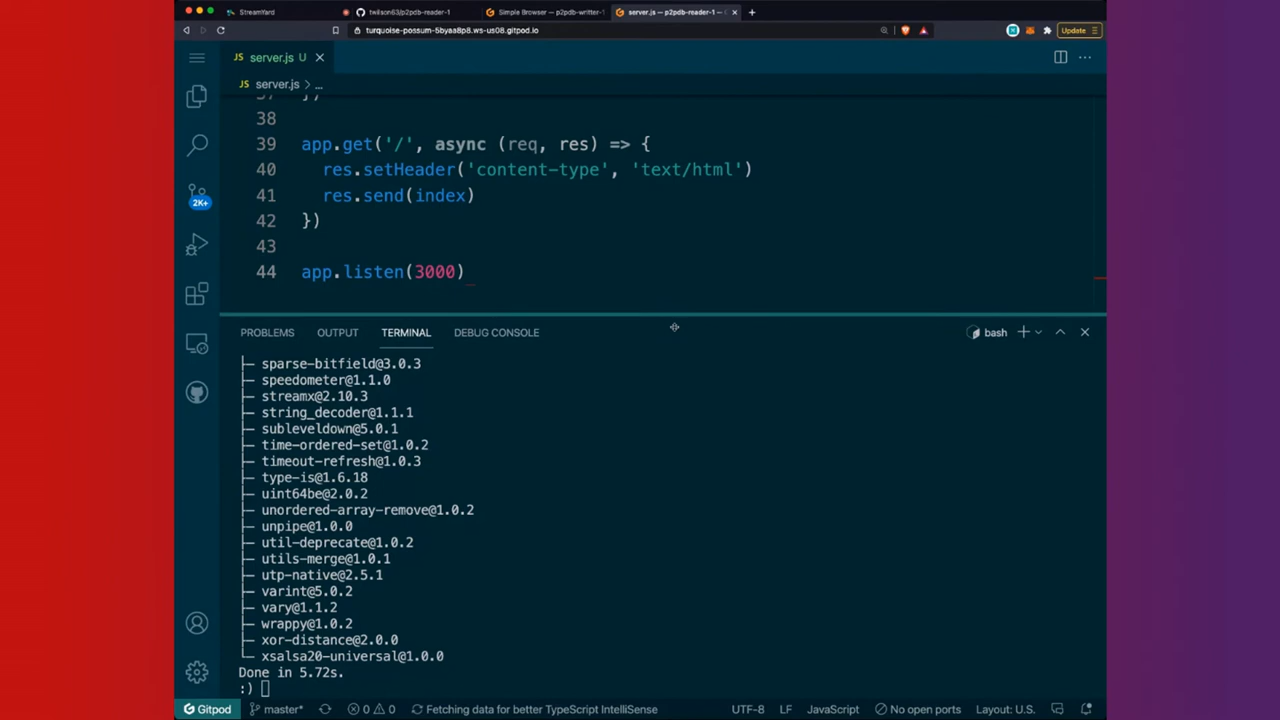 StreamYard
twilson63/p2pdb-reader-1
Simple Browser — p2pdb-writter-1
server.js — p2pdb-reader-1 —
turquoise-possum-5byaa8p8.ws-us08.gitpod.io
Update
JS server.js U
JS server.js > ...
37 })
38
39 app.get('/', async (req, res) => {
40 res.setHeader('content-type', 'text/html')
41 res.send(index)
42 })
43
44 app.listen(3000)
2K+
PROBLEMS OUTPUT TERMINAL DEBUG CONSOLE
bash
├─ sparse-bitfield@3.0.3
├─ speedometer@1.1.0
├─ streamx@2.10.3
├─ string_decoder@1.1.1
├─ subleveldown@5.0.1
├─ time-ordered-set@1.0.2
├─ timeout-refresh@1.0.3
├─ type-is@1.6.18
├─ uint64be@2.0.2
├─ unordered-array-remove@1.0.2
├─ unpipe@1.0.0
├─ util-deprecate@1.0.2
├─ utils-merge@1.0.1
├─ utp-native@2.5.1
├─ varint@5.0.2
├─ vary@1.1.2
├─ wrappy@1.0.2
├─ xor-distance@2.0.0
└─ xsalsa20-universal@1.0.0
Done in 5.72s.
:)
Gitpod master* 0 0 Fetching data for better TypeScript IntelliSense UTF-8 LF JavaScript No open ports Layout: U.S.